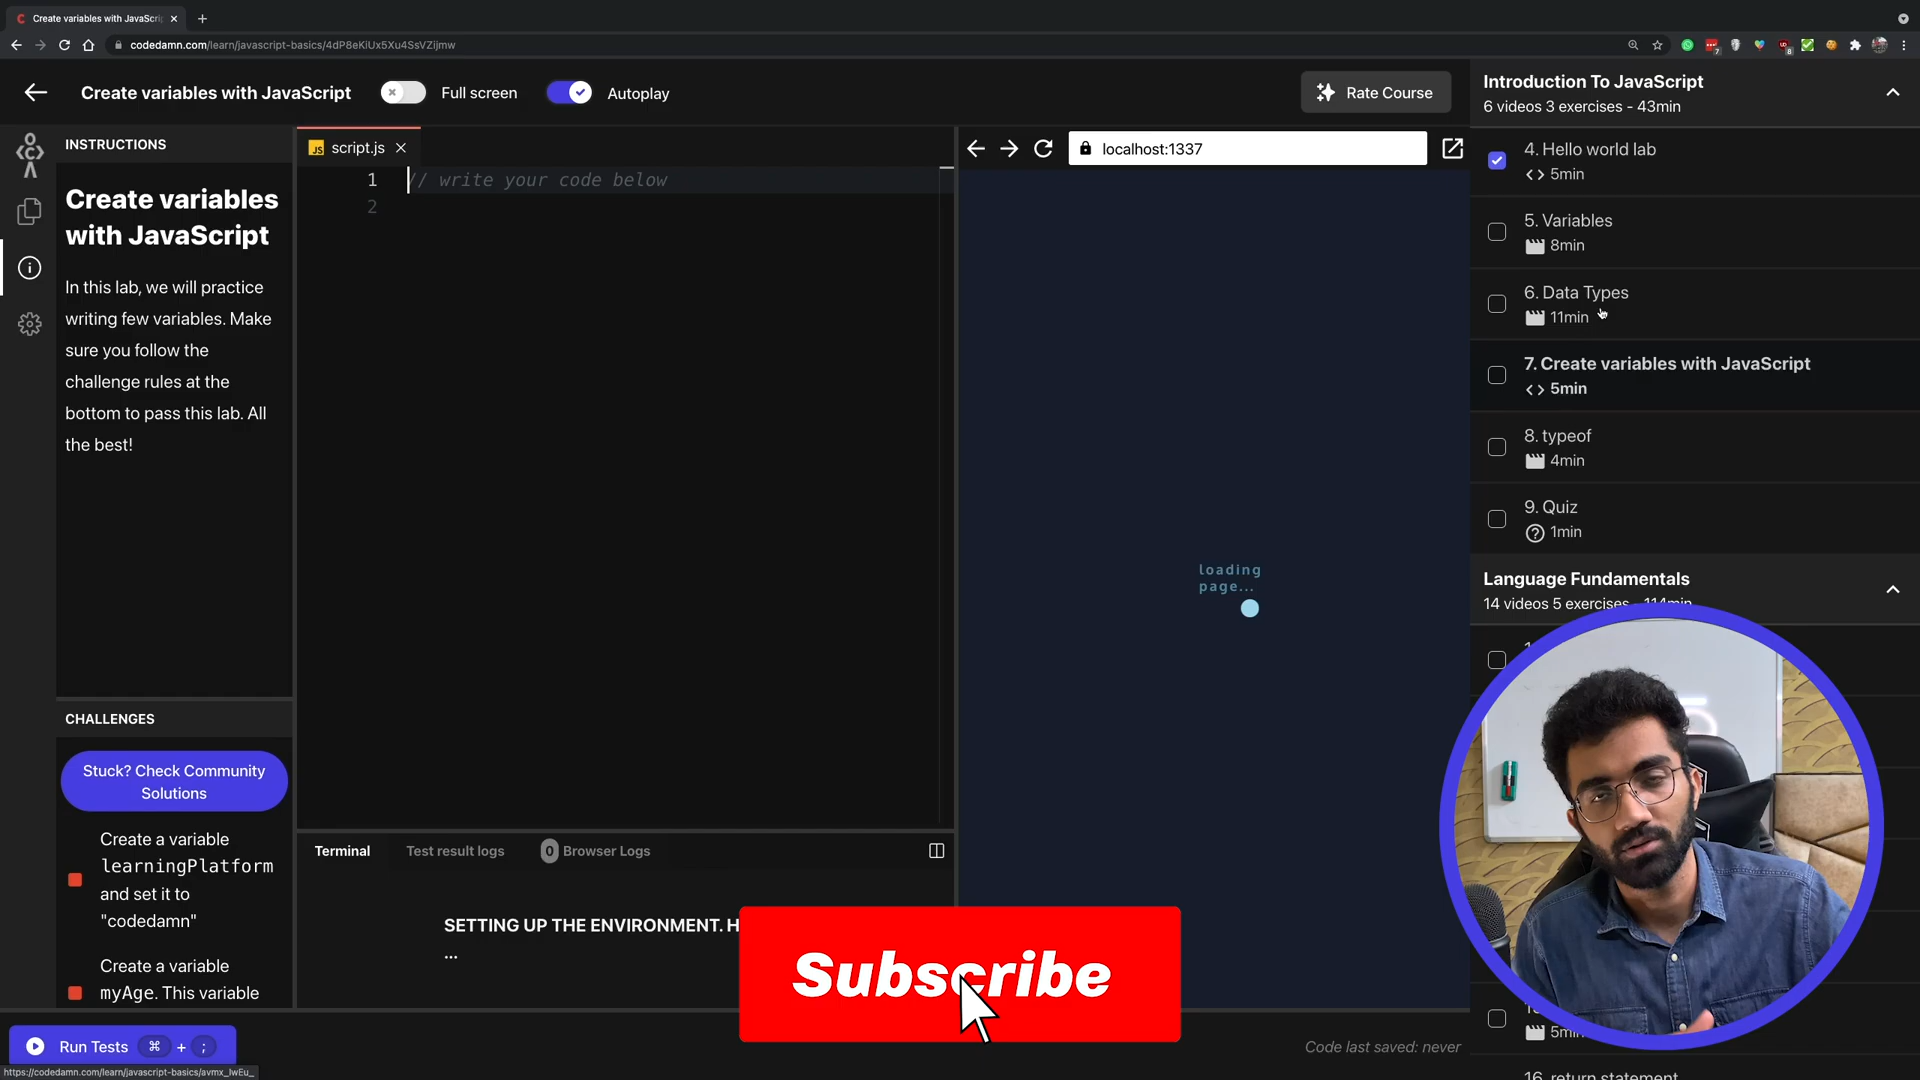 Create variables with JavaScri
codedamn.com/learn/javascript-basics/4dP8eKiUx5Xu4SsVZijmw
Create variables with JavaScript
Full screen
Autoplay
Rate Course
INSTRUCTIONS
Create variables
with JavaScript
In this lab, we will practice
writing few variables. Make
sure you follow the
challenge rules at the
bottom to pass this lab. All
the best!
CHALLENGES
Stuck? Check Community
Solutions
Create a variable
learningPlatform
and set it to
"codedamn"
Create a variable
myAge. This variable
Run Tests ⌘ + ;
https://codedamn.com/learn/javascript-basics/avmx_IwEu_
JS script.js
1 // write your code below
2
Terminal
Test result logs
0 Browser Logs
SETTING UP THE ENVIRONMENT. H
...
Subscribe
localhost:1337
loading
page...
Code last saved: never
Introduction To JavaScript
6 videos 3 exercises - 43min
4. Hello world lab
<> 5min
5. Variables
8min
6. Data Types
11min
7. Create variables with JavaScript
<> 5min
8. typeof
4min
9. Quiz
1min
Language Fundamentals
14 videos 5 exercises - 114min
5min
16. return statement